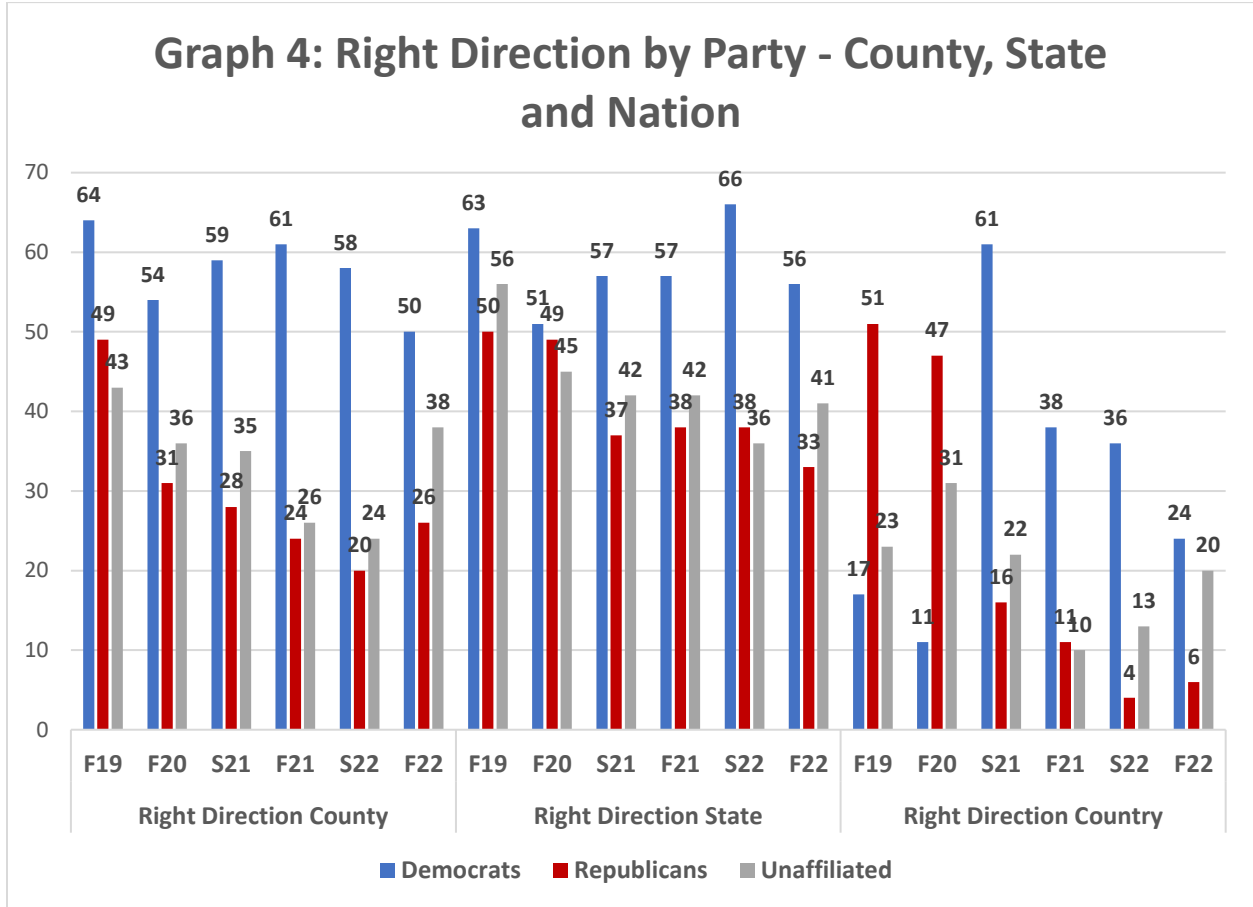 Graph 4: Right Direction by Party - County, State
and Nation
70
60
50
40
30
20
10
0
64 49 43 54 31 36 59 28 35 61 24 26 58 20 24 50 26 38
63 50 56 51 49 45 57 37 42 57 38 42 66 38 36 56 33 41
17 51 23 11 47 31 61 16 22 38 11 10 36 4 13 24 6 20
F19 F20 S21 F21 S22 F22 F19 F20 S21 F21 S22 F22 F19 F20 S21 F21 S22 F22
Right Direction County Right Direction State Right Direction Country
Democrats Republicans Unaffiliated